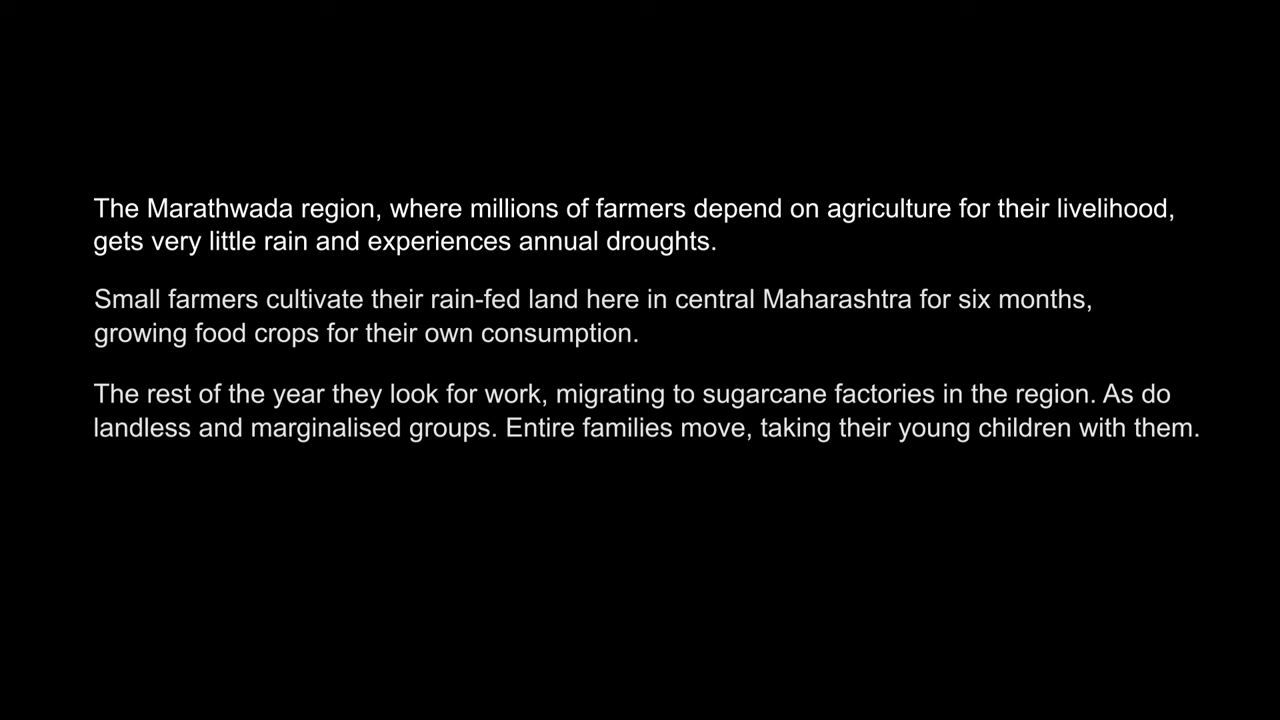 The Marathwada region, where millions of farmers depend on agriculture for their livelihood,
gets very little rain and experiences annual droughts.
Small farmers cultivate their rain-fed land here in central Maharashtra for six months,
growing food crops for their own consumption.
The rest of the year they look for work, migrating to sugarcane factories in the region. As do
landless and marginalised groups. Entire families move, taking their young children with them.